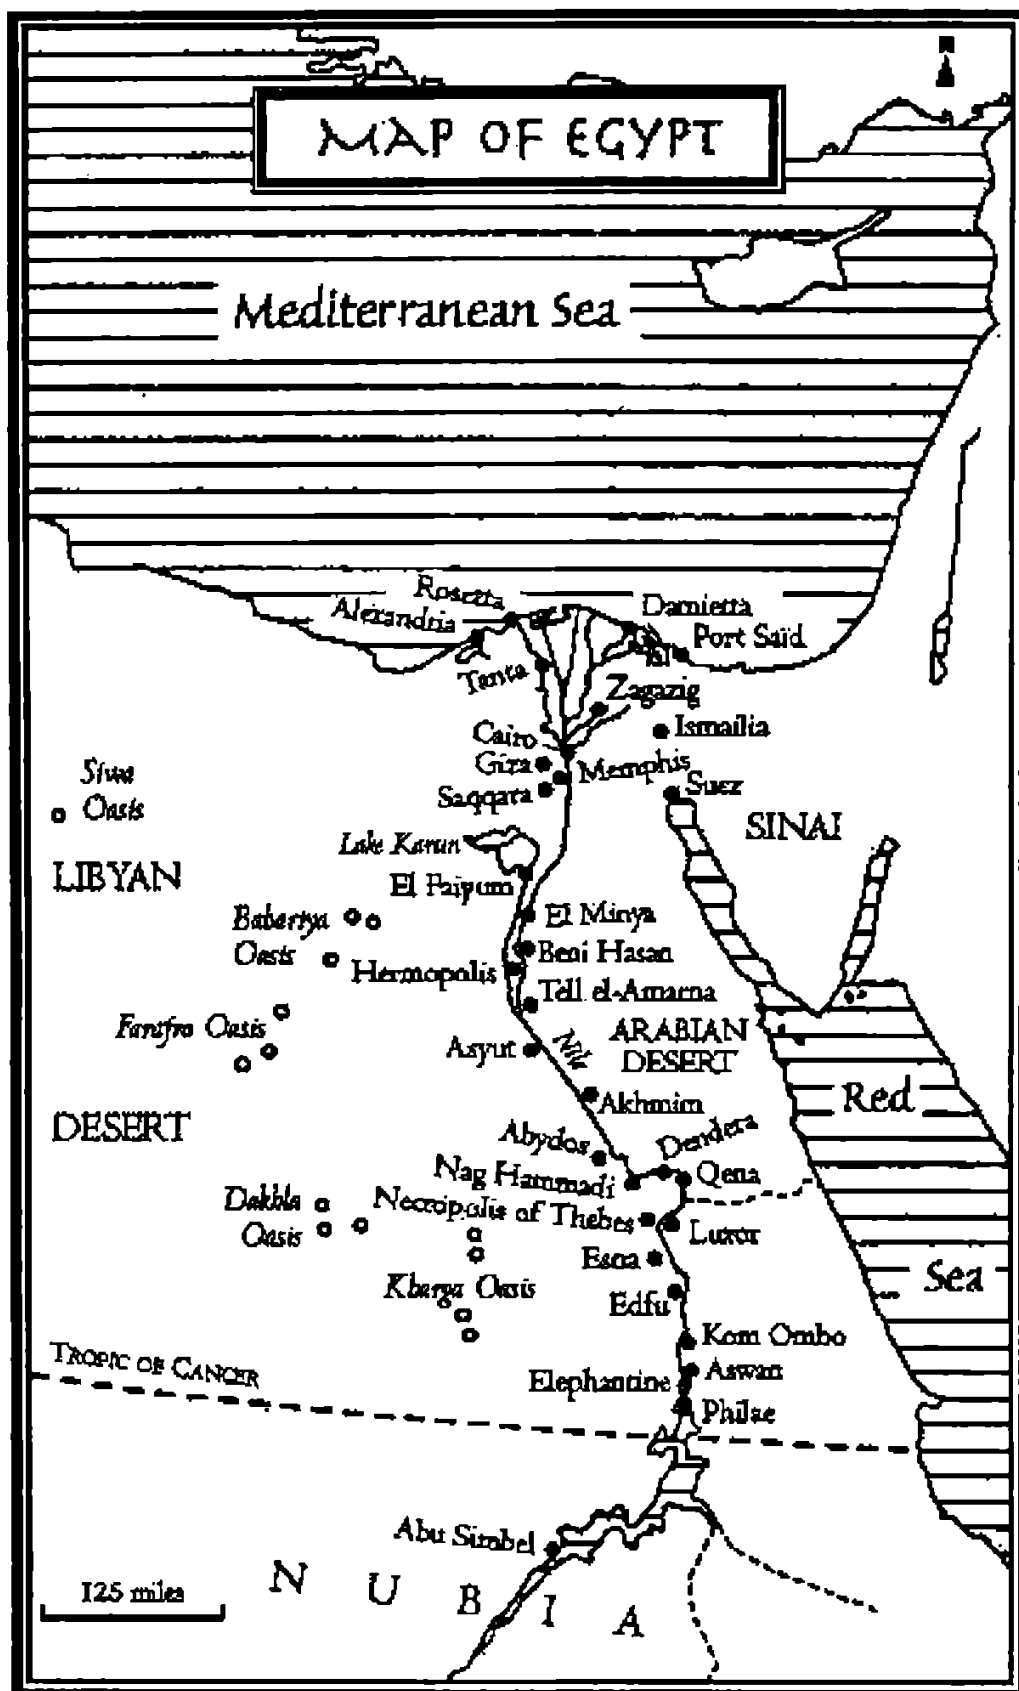 N
MAP OF EGYPT
Mediterranean Sea
Rosetta
Alexandria
Damietta
Port Saïd
Tanta
Zagazig
Ismailia
Cairo
Giza
Memphis
Saqqara
Suez
Siwa
Oasis
SINAI
Lake Karun
LIBYAN
El Faiyum
Bahariya
Oasis
El Minya
Beni Hasan
Hermopolis
Tell el-Amarna
Farafra Oasis
ARABIAN
DESERT
Asyut
Nile
Red
Akhmim
DESERT
Abydos
Dendera
Nag Hammadi
Qena
Dakhla
Oasis
Necropolis of Thebes
Luxor
Esna
Sea
Kharga Oasis
Edfu
Kom Ombo
TROPIC OF CANCER
Aswan
Elephantine
Philae
Abu Simbel
125 miles
NUBIA